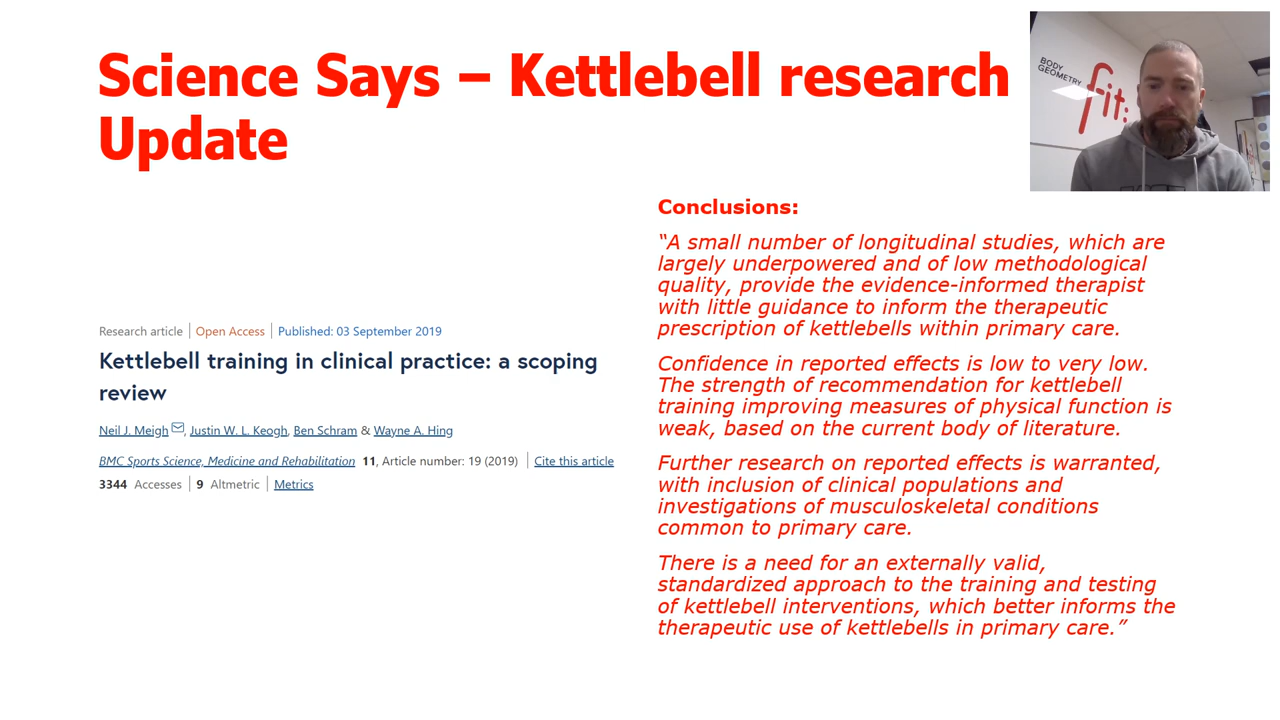 Science Says – Kettlebell research
Update
BODY
GEOMETRY
fit:
Conclusions:
“A small number of longitudinal studies, which are
largely underpowered and of low methodological
quality, provide the evidence-informed therapist
with little guidance to inform the therapeutic
prescription of kettlebells within primary care.
Confidence in reported effects is low to very low.
The strength of recommendation for kettlebell
training improving measures of physical function is
weak, based on the current body of literature.
Further research on reported effects is warranted,
with inclusion of clinical populations and
investigations of musculoskeletal conditions
common to primary care.
There is a need for an externally valid,
standardized approach to the training and testing
of kettlebell interventions, which better informs the
therapeutic use of kettlebells in primary care.”
Research article | Open Access | Published: 03 September 2019
Kettlebell training in clinical practice: a scoping
review
Neil J. Meigh, Justin W. L. Keogh, Ben Schram & Wayne A. Hing
BMC Sports Science, Medicine and Rehabilitation 11, Article number: 19 (2019) | Cite this article
3344 Accesses | 9 Altmetric | Metrics